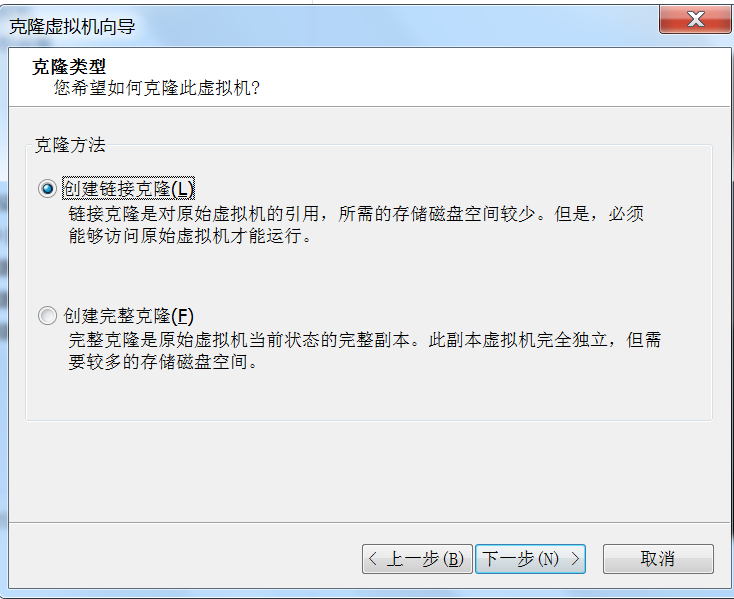 克隆虚拟机向导
克隆类型
您希望如何克隆此虚拟机?
克隆方法
创建链接克隆(L)
链接克隆是对原始虚拟机的引用，所需的存储磁盘空间较少。但是，必须
能够访问原始虚拟机才能运行。
创建完整克隆(F)
完整克隆是原始虚拟机当前状态的完整副本。此副本虚拟机完全独立，但需
要较多的存储磁盘空间。
< 上一步(B) 下一步(N) > 取消